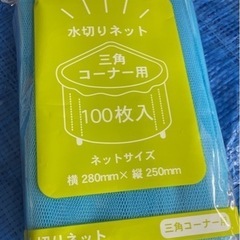 水切りネット
三角
コーナー用
100枚入
ネットサイズ
横 280mm× 縦 250mm
切りネット
三角コーナー用